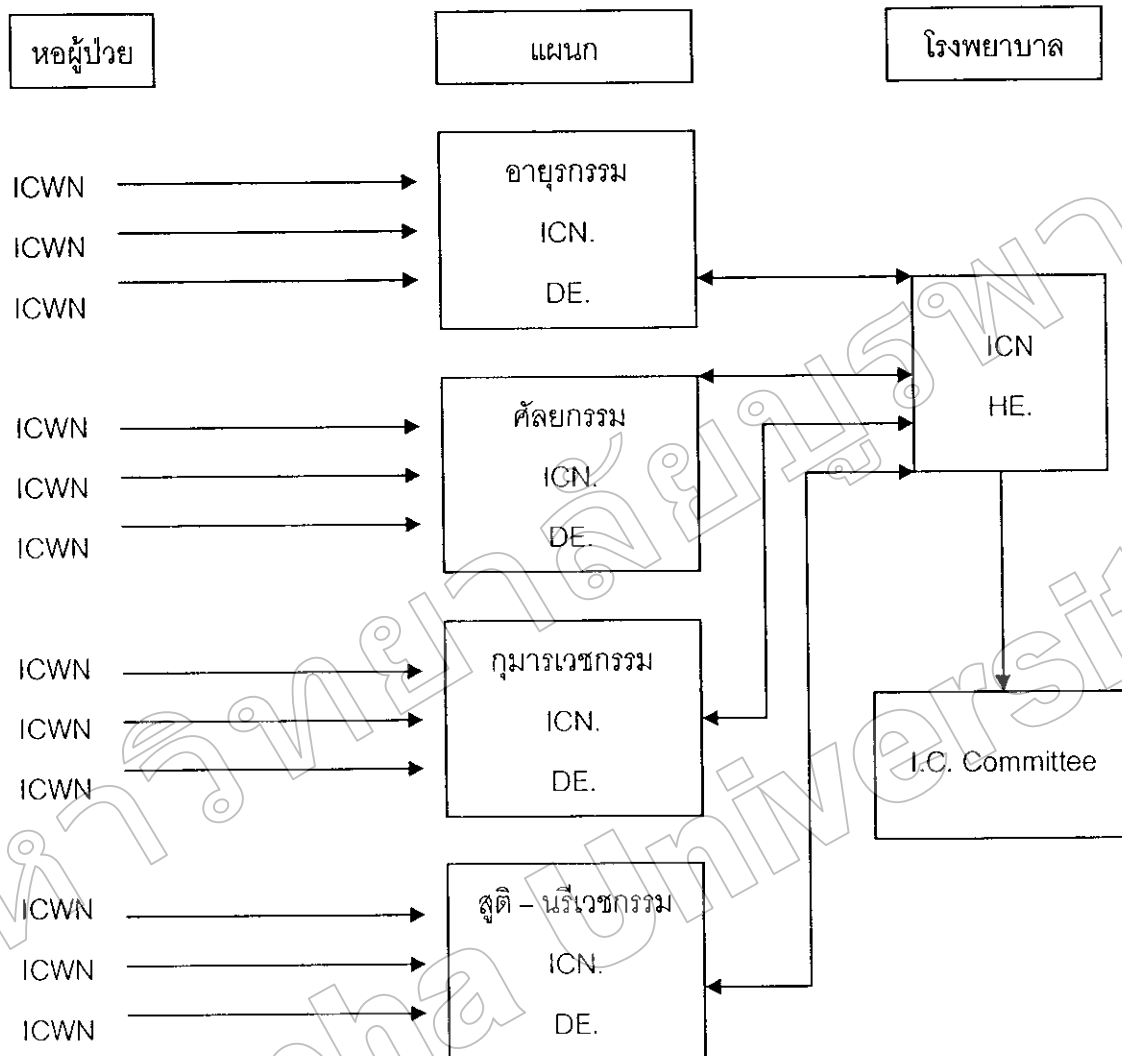 หอผู้ป่วย
แผนก
โรงพยาบาล
ICWN
ICWN
ICWN
อายุรกรรม
ICN.
DE.
ICWN
ICWN
ICWN
ศัลยกรรม
ICN.
DE.
ICN
HE.
ICWN
ICWN
ICWN
กุมารเวชกรรม
ICN.
DE.
I.C. Committee
ICWN
ICWN
ICWN
สูติ – นรีเวชกรรม
ICN.
DE.